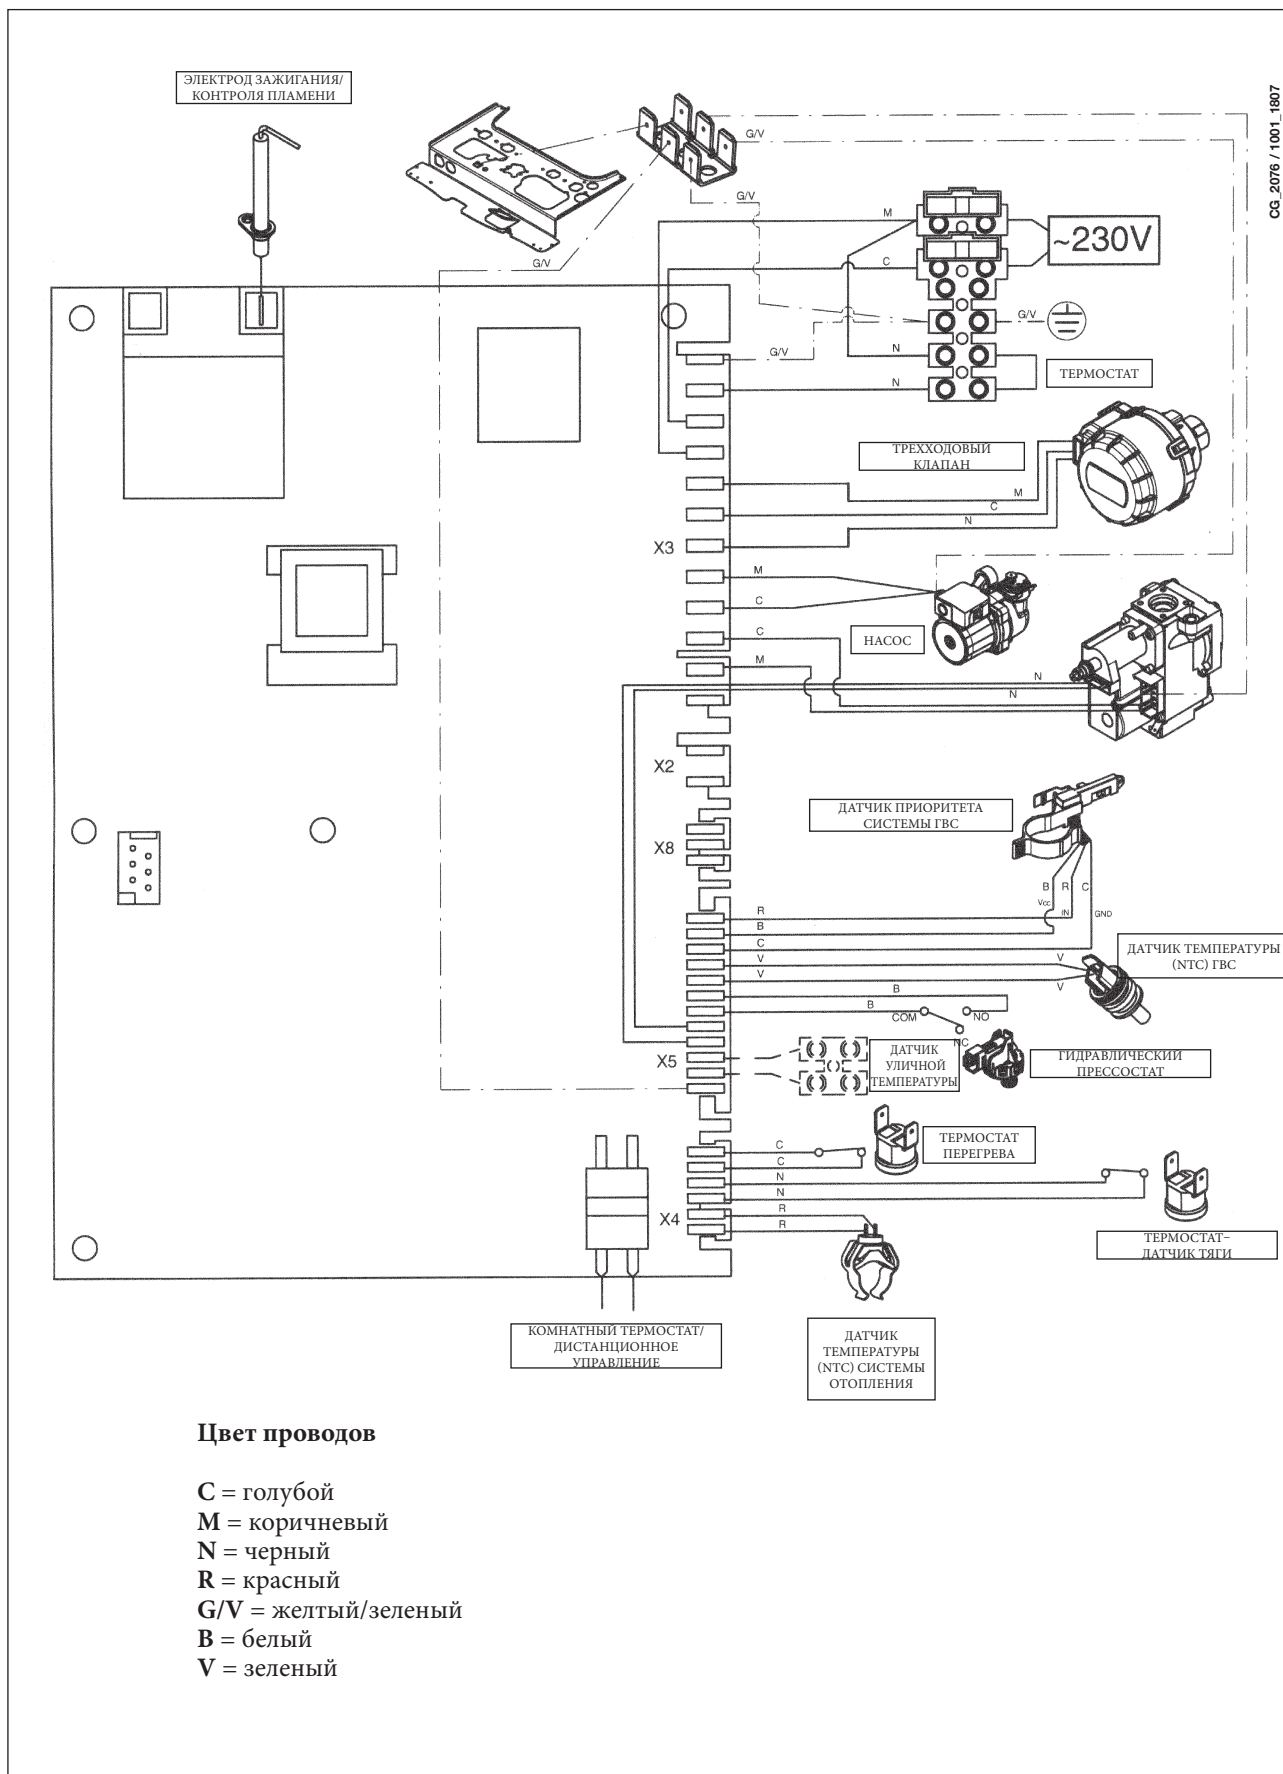 ЭЛЕКТРОД ЗАЖИГАНИЯ/
КОНТРОЛЯ ПЛАМЕНИ
CG_2076 / 1001_1807
G/V
G/V
G/V
M
C
~230V
G/V
G/V
N
N
ТЕРМОСТАТ
ТРЕХХОДОВЫЙ
КЛАПАН
M
C
N
X3
M
C
НАСОС
C
M
N
N
X2
ДАТЧИК ПРИОРИТЕТА
СИСТЕМЫ ГВС
X8
B
R
C
Vcc
IN
GND
R
B
C
V
V
V
V
ДАТЧИК ТЕМПЕРАТУРЫ
(NTC) ГВС
B
B
COM
NO
NC
X5
ДАТЧИК
УЛИЧНОЙ
ТЕМПЕРАТУРЫ
ГИДРАВЛИЧЕСКИЙ
ПРЕССОСТАТ
C
C
ТЕРМОСТАТ
ПЕРЕГРЕВА
N
N
X4
R
R
ТЕРМОСТАТ-
ДАТЧИК ТЯГИ
КОМНАТНЫЙ ТЕРМОСТАТ/
ДИСТАНЦИОННОЕ
УПРАВЛЕНИЕ
ДАТЧИК
ТЕМПЕРАТУРЫ
(NTC) СИСТЕМЫ
ОТОПЛЕНИЯ
Цвет проводов
C = голубой
M = коричневый
N = черный
R = красный
G/V = желтый/зеленый
B = белый
V = зеленый